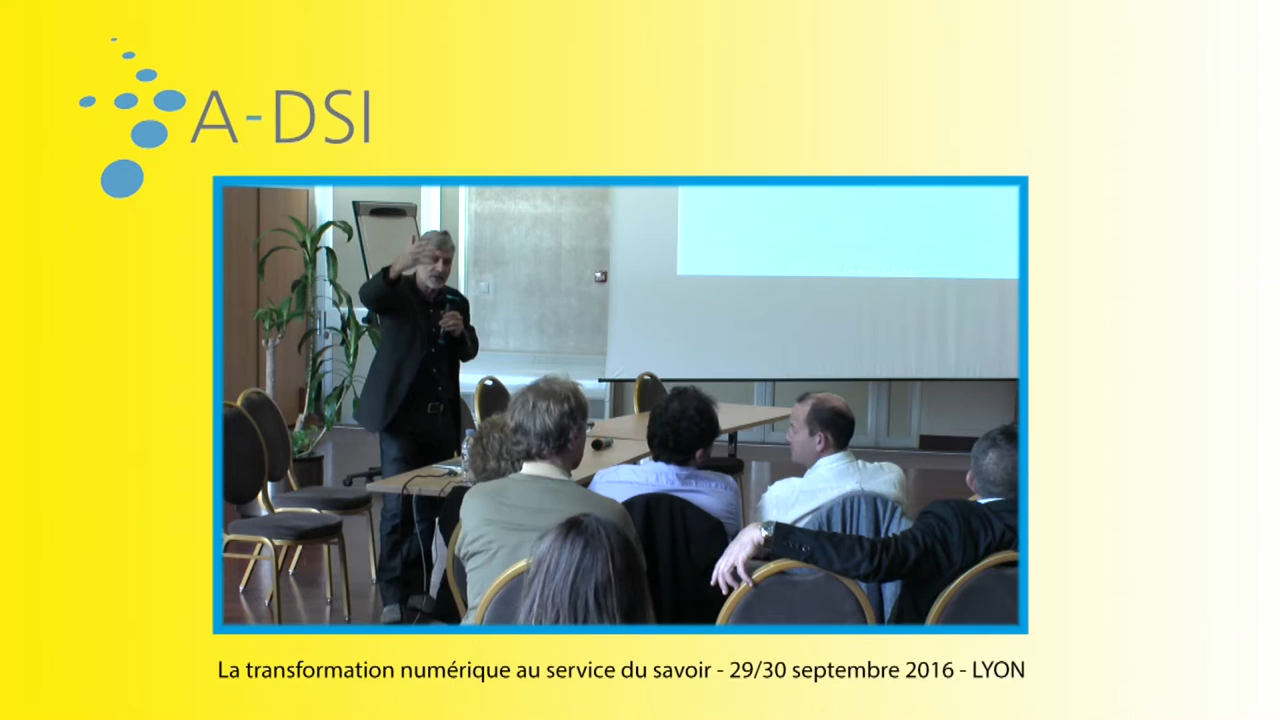 A-DSI
La transformation numérique au service du savoir - 29/30 septembre 2016 - LYON